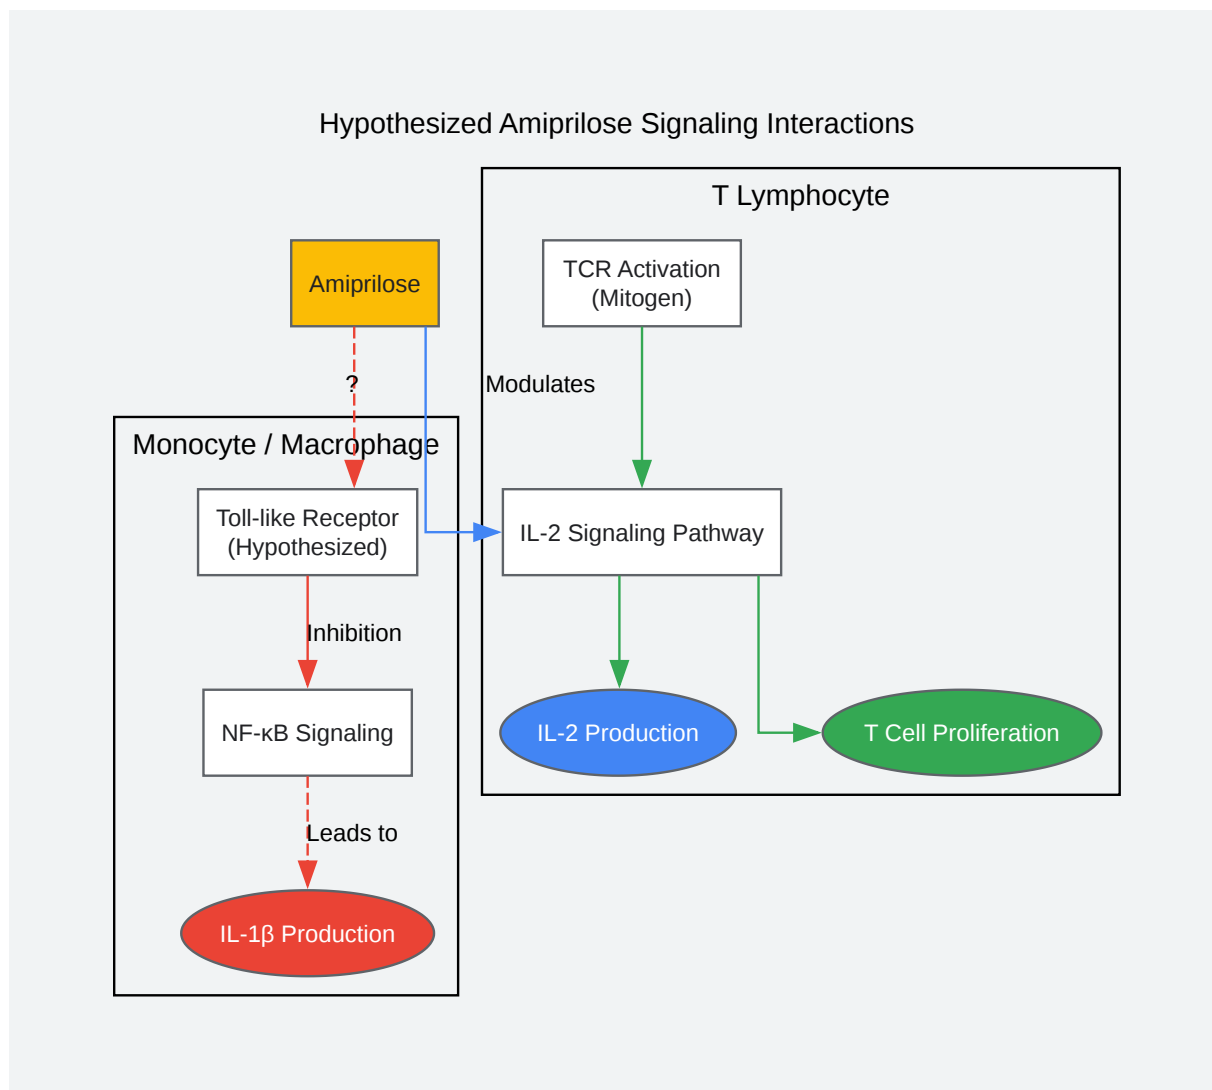 Hypothesized Amiprilose Signaling Interactions
T Lymphocyte
Amiprilose
TCR Activation
(Mitogen)
?
Modulates
Monocyte / Macrophage
Toll-like Receptor
(Hypothesized)
IL-2 Signaling Pathway
Inhibition
NF-κB Signaling
IL-2 Production
T Cell Proliferation
Leads to
IL-1β Production